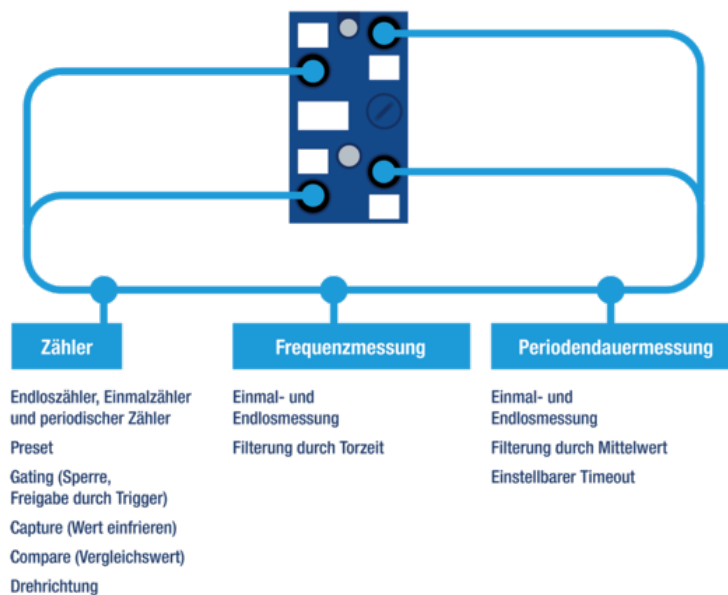 Zähler
Endloszähler, Einmalzähler
und periodischer Zähler
Preset
Gating (Sperre,
Freigabe durch Trigger)
Capture (Wert einfrieren)
Compare (Vergleichswert)
Drehrichtung
Frequenzmessung
Einmal- und
Endlosmessung
Filterung durch Torzeit
Periodendauermessung
Einmal- und
Endlosmessung
Filterung durch Mittelwert
Einstellbarer Timeout